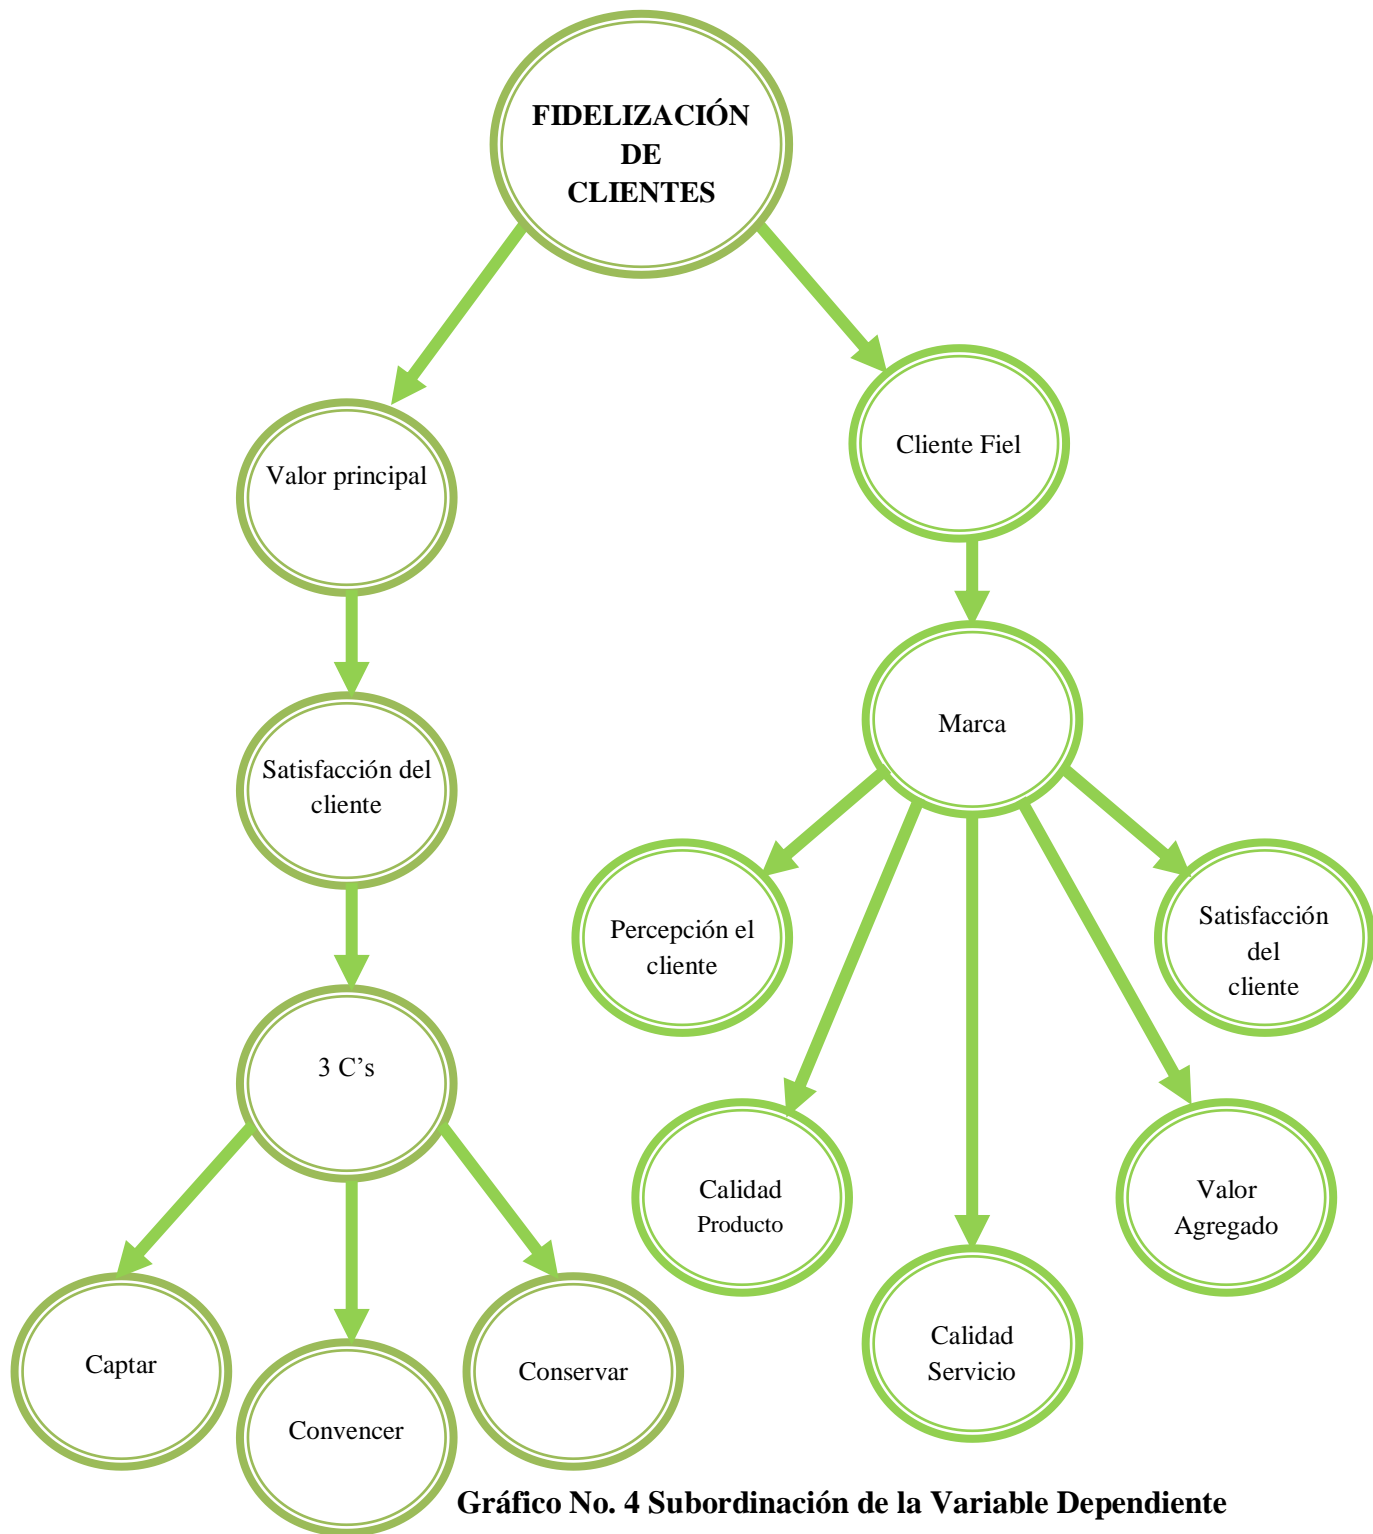 FIDELIZACIÓN
DE
CLIENTES
Valor principal
Cliente Fiel
Satisfacción del
cliente
Marca
3 C’s
Percepción el
cliente
Satisfacción
del
cliente
Captar
Convencer
Conservar
Calidad
Producto
Calidad
Servicio
Valor
Agregado
Gráfico No. 4 Subordinación de la Variable Dependiente